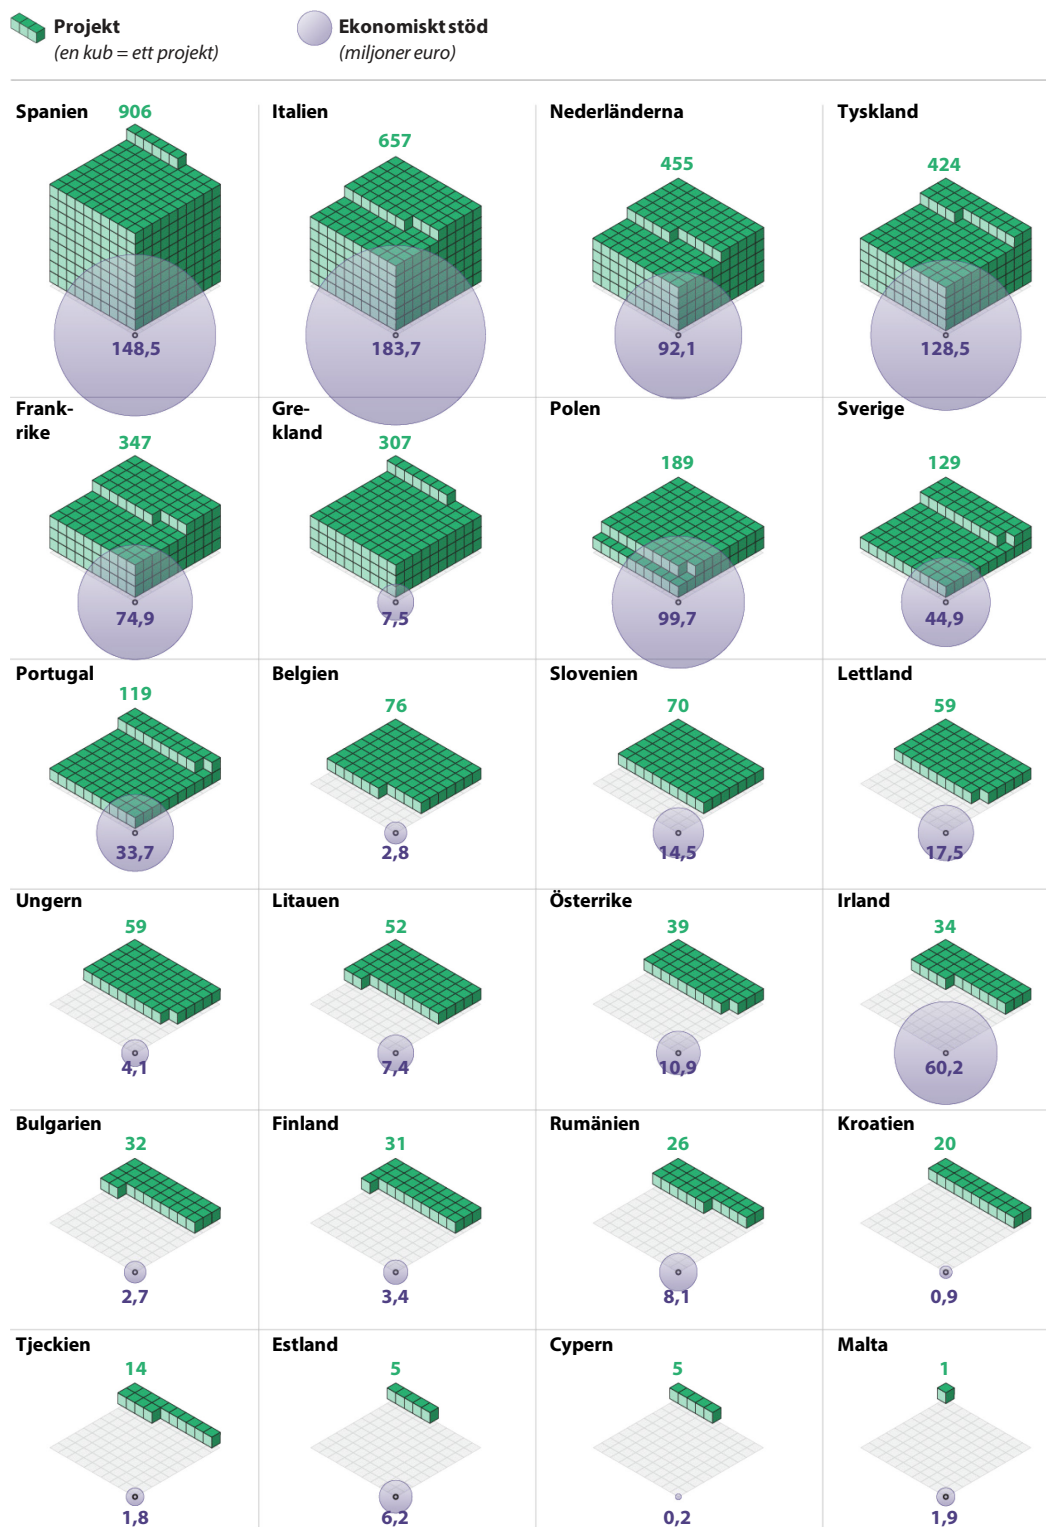 Projekt
(en kub = ett projekt)
Ekonomiskt stöd
(miljoner euro)
Spanien
906
148,5
Italien
657
183,7
Nederländerna
455
92,1
Tyskland
424
128,5
Frank-
rike
347
74,9
Gre-
kland
307
7,5
Polen
189
99,7
Sverige
129
44,9
Portugal
119
33,7
Belgien
76
2,8
Slovenien
70
14,5
Lettland
59
17,5
Ungern
59
4,1
Litauen
52
7,4
Österrike
39
10,9
Irland
34
60,2
Bulgarien
32
2,7
Finland
31
3,4
Rumänien
26
8,1
Kroatien
20
0,9
Tjeckien
14
1,8
Estland
5
6,2
Cypern
5
0,2
Malta
1
1,9